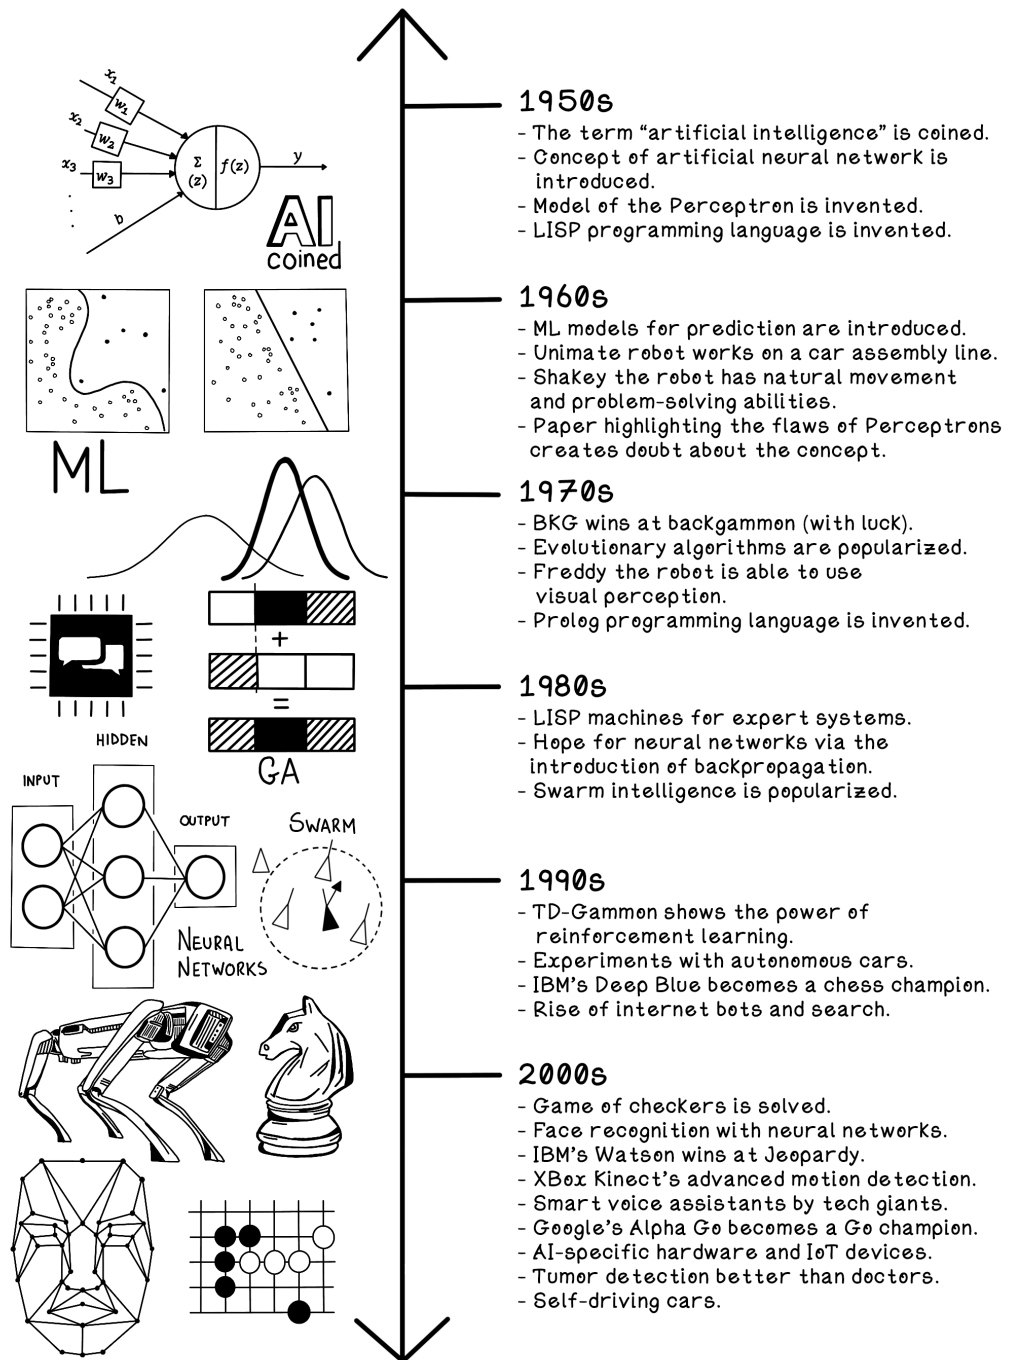 x1
w1
x2
w2
x3
w3
Σ
(z)
f(z)
y
b
AI
coined
1950s
- The term “artificial intelligence” is coined.
- Concept of artificial neural network is
introduced.
- Model of the Perceptron is invented.
- LISP programming language is invented.
ML
1960s
- ML models for prediction are introduced.
- Unimate robot works on a car assembly line.
- Shakey the robot has natural movement
and problem-solving abilities.
- Paper highlighting the flaws of Perceptrons
creates doubt about the concept.
1970s
- BKG wins at backgammon (with luck).
- Evolutionary algorithms are popularized.
- Freddy the robot is able to use
visual perception.
- Prolog programming language is invented.
+
=
GA
1980s
- LISP machines for expert systems.
- Hope for neural networks via the
introduction of backpropagation.
- Swarm intelligence is popularized.
HIDDEN
INPUT
OUTPUT
NEURAL
NETWORKS
SWARM
1990s
- TD-Gammon shows the power of
reinforcement learning.
- Experiments with autonomous cars.
- IBM’s Deep Blue becomes a chess champion.
- Rise of internet bots and search.
2000s
- Game of checkers is solved.
- Face recognition with neural networks.
- IBM’s Watson wins at Jeopardy.
- XBox Kinect’s advanced motion detection.
- Smart voice assistants by tech giants.
- Google’s Alpha Go becomes a Go champion.
- AI-specific hardware and IoT devices.
- Tumor detection better than doctors.
- Self-driving cars.